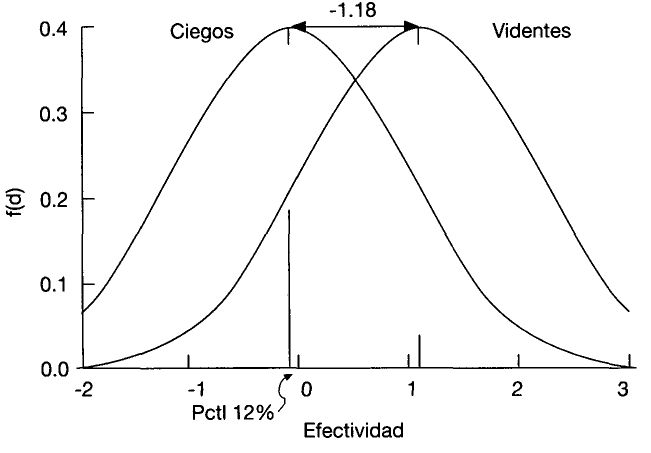 -1.18
Ciegos
Videntes
0.4
0.3
0.2
0.1
0.0
f(d)
-2
-1
0
1
2
3
Pctl 12%
Efectividad